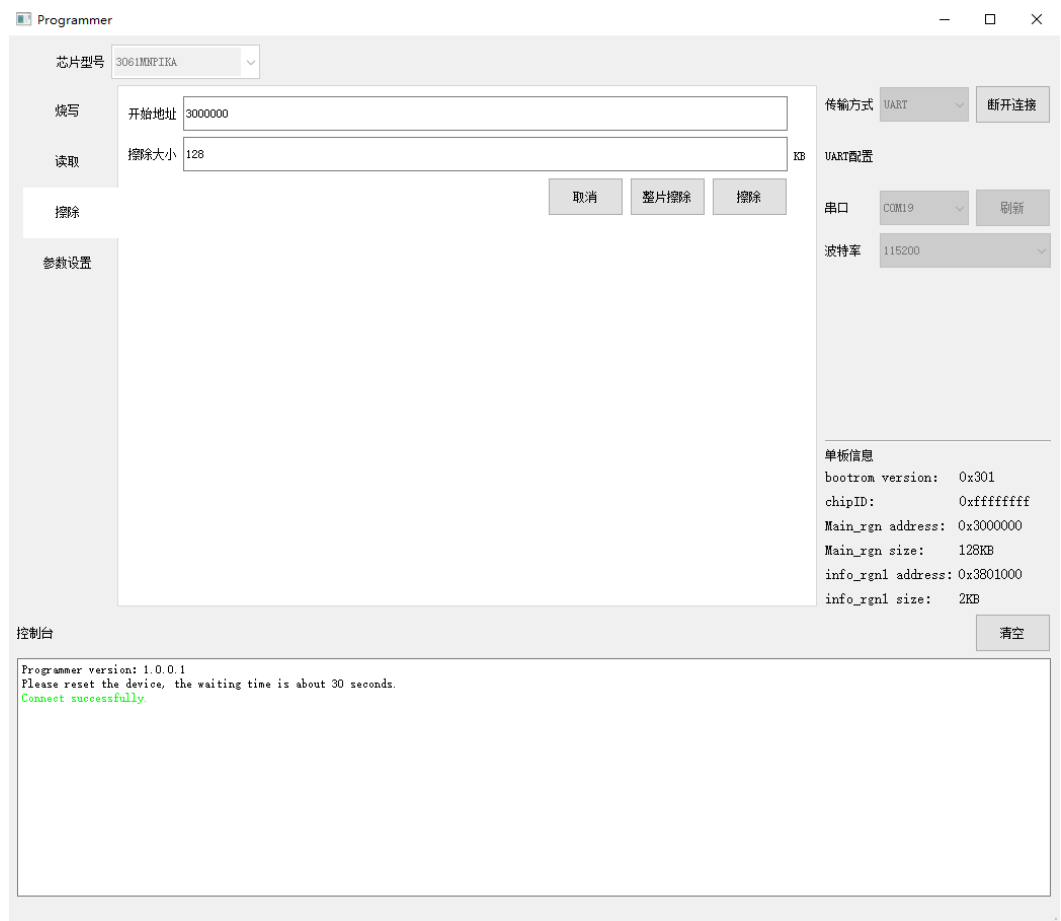 Programmer
芯片型号 3061MNPIKA
烧写
读取
擦除
参数设置
开始地址 3000000
擦除大小 128 KB
取消 整片擦除 擦除
传输方式 UART 断开连接
UART配置
串口 COM19 刷新
波特率 115200
单板信息
bootrom version: 0x301
chipID: 0xffffffff
Main_rgn address: 0x3000000
Main_rgn size: 128KB
info_rgn1 address: 0x3801000
info_rgn1 size: 2KB
控制台 清空
Programmer version: 1.0.0.1
Please reset the device, the waiting time is about 30 seconds.
Connect successfully.